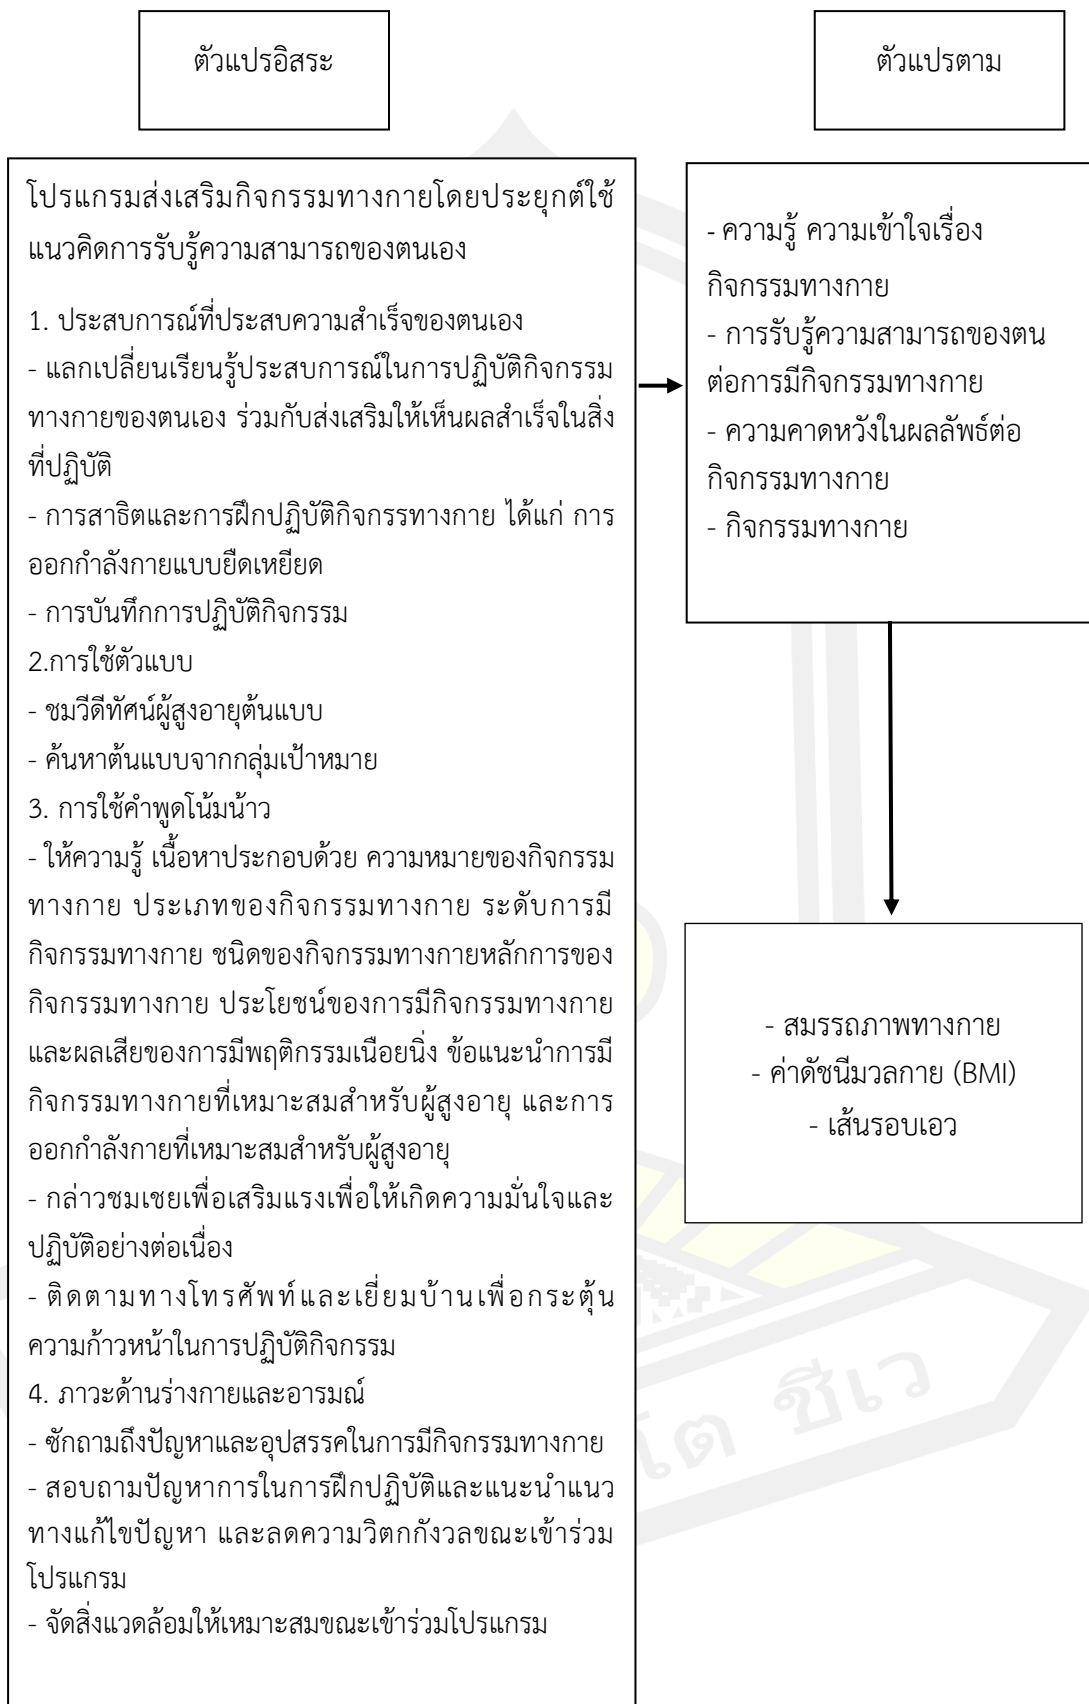 ตัวแปรอิสระ
ตัวแปรตาม
โปรแกรมส่งเสริมกิจกรรมทางกายโดยประยุกต์ใช้
แนวคิดการรับรู้ความสามารถของตนเอง
1. ประสบการณ์ที่ประสบความสำเร็จของตนเอง
- แลกเปลี่ยนเรียนรู้ประสบการณ์ในการปฏิบัติกิจกรรม
ทางกายของตนเอง ร่วมกับส่งเสริมให้เห็นผลสำเร็จในสิ่ง
ที่ปฏิบัติ
- การสาธิตและการฝึกปฏิบัติกิจกรรทางกาย ได้แก่ การ
ออกกำลังกายแบบยืดเหยียด
- การบันทึกการปฏิบัติกิจกรรม
2.การใช้ตัวแบบ
- ชมวีดีทัศน์ผู้สูงอายุต้นแบบ
- ค้นหาต้นแบบจากกลุ่มเป้าหมาย
3. การใช้คำพูดโน้มน้าว
- ให้ความรู้ เนื้อหาประกอบด้วย ความหมายของกิจกรรม
ทางกาย ประเภทของกิจกรรมทางกาย ระดับการมี
กิจกรรมทางกาย ชนิดของกิจกรรมทางกายหลักการของ
กิจกรรมทางกาย ประโยชน์ของการมีกิจกรรมทางกาย
และผลเสียของการมีพฤติกรรมเนือยนิ่ง ข้อแนะนำการมี
กิจกรรมทางกายที่เหมาะสมสำหรับผู้สูงอายุ และการ
ออกกำลังกายที่เหมาะสมสำหรับผู้สูงอายุ
- กล่าวชมเชยเพื่อเสริมแรงเพื่อให้เกิดความมั่นใจและ
ปฏิบัติอย่างต่อเนื่อง
- ติดตามทางโทรศัพท์และเยี่ยมบ้านเพื่อกระตุ้น
ความก้าวหน้าในการปฏิบัติกิจกรรม
4. ภาวะด้านร่างกายและอารมณ์
- ซักถามถึงปัญหาและอุปสรรคในการมีกิจกรรมทางกาย
- สอบถามปัญหาการในการฝึกปฏิบัติและแนะนำแนว
ทางแก้ไขปัญหา และลดความวิตกกังวลขณะเข้าร่วม
โปรแกรม
- จัดสิ่งแวดล้อมให้เหมาะสมขณะเข้าร่วมโปรแกรม
- ความรู้ ความเข้าใจเรื่อง
กิจกรรมทางกาย
- การรับรู้ความสามารถของตน
ต่อการมีกิจกรรมทางกาย
- ความคาดหวังในผลลัพธ์ต่อ
กิจกรรมทางกาย
- กิจกรรมทางกาย
- สมรรถภาพทางกาย
- ค่าดัชนีมวลกาย (BMI)
- เส้นรอบเอว
โต ชีเว